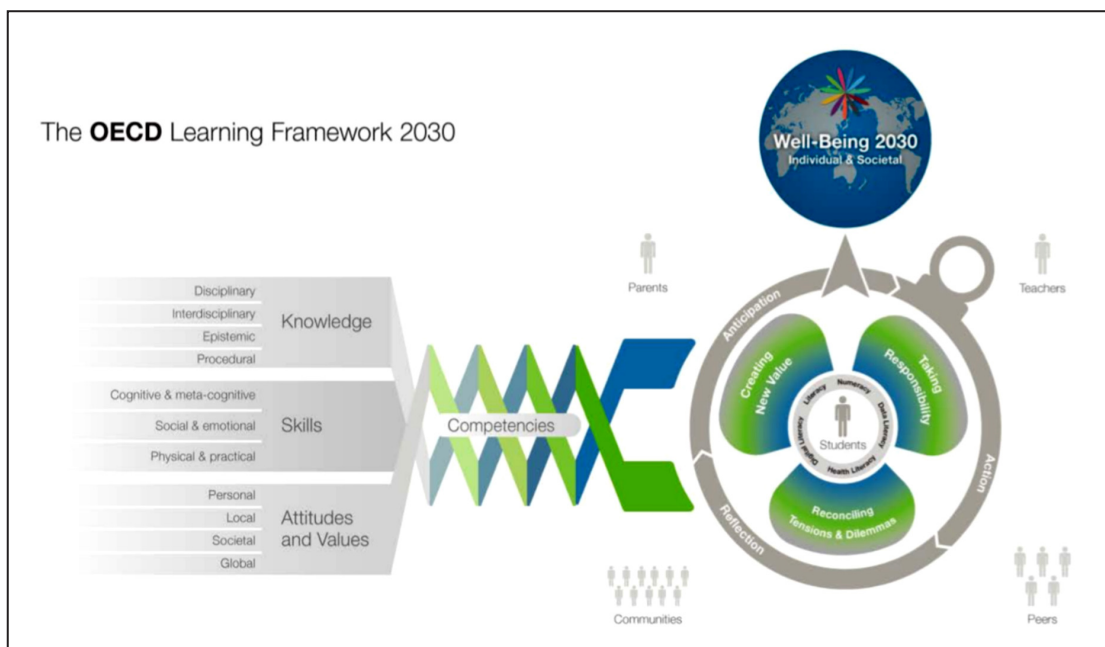 The OECD Learning Framework 2030
Well-Being 2030
Individual & Societal
Parents
Teachers
Disciplinary
Interdisciplinary
Epistemic
Procedural
Knowledge
Cognitive & meta-cognitive
Social & emotional
Physical & practical
Skills
Personal
Local
Societal
Global
Attitudes
and Values
Competencies
Anticipation
Action
Reflection
Creating
New Value
Taking
Responsibility
Reconciling
Tensions & Dilemmas
Literacy
Numeracy
Data Literacy
Health Literacy
Digital Literacy
Students
Communities
Peers